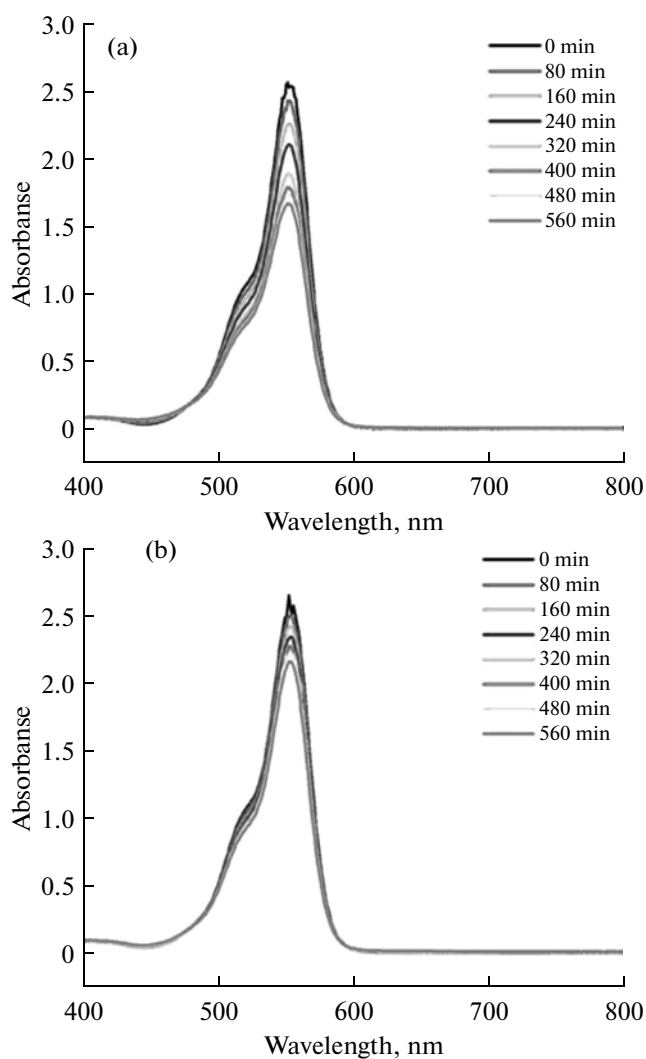 (a)
3.0
2.5
2.0
1.5
1.0
0.5
0
Absorbanse
0 min
80 min
160 min
240 min
320 min
400 min
480 min
560 min
400 500 600 700 800
Wavelength, nm
(b)
3.0
2.5
2.0
1.5
1.0
0.5
0
Absorbanse
0 min
80 min
160 min
240 min
320 min
400 min
480 min
560 min
400 500 600 700 800
Wavelength, nm